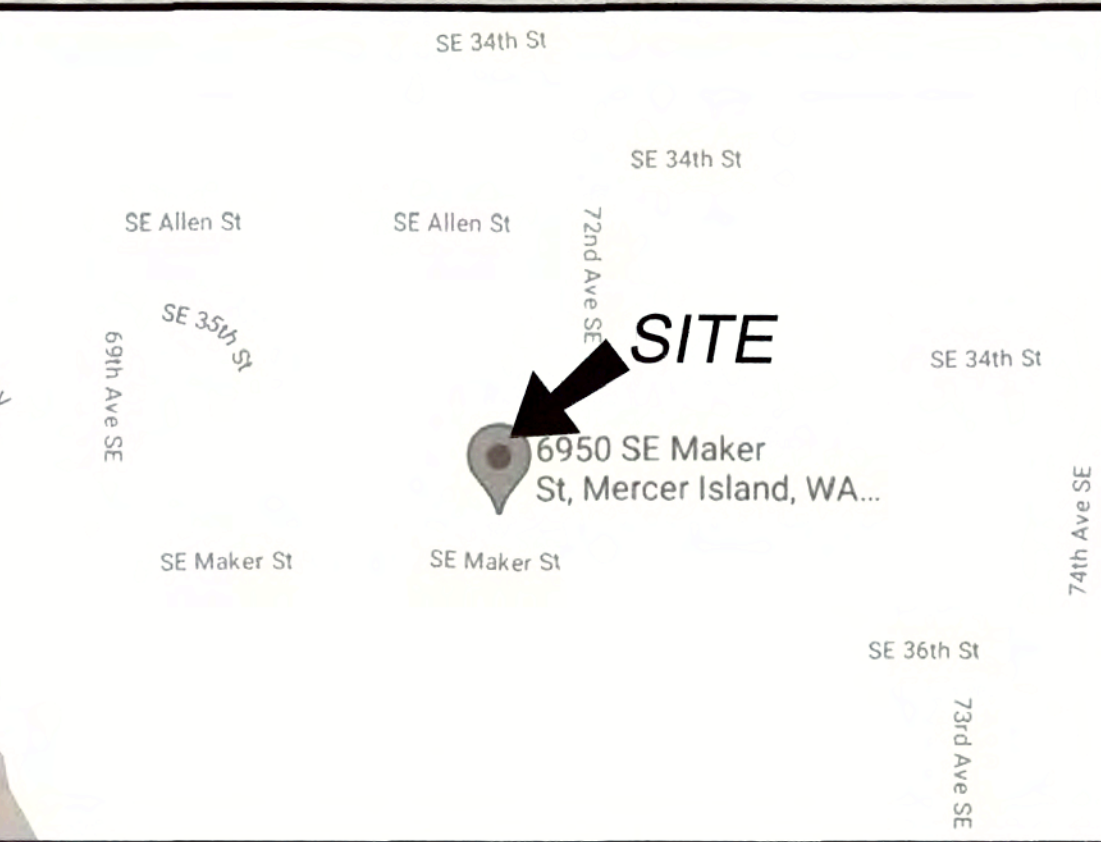 SE 34th St
SE 34th St
SE Allen St
SE Allen St
72nd Ave SE
SE 35th St
SITE
69th Ave SE
SE 34th St
6950 SE Maker
St, Mercer Island, WA...
74th Ave SE
SE Maker St
SE Maker St
SE 36th St
73rd Ave SE